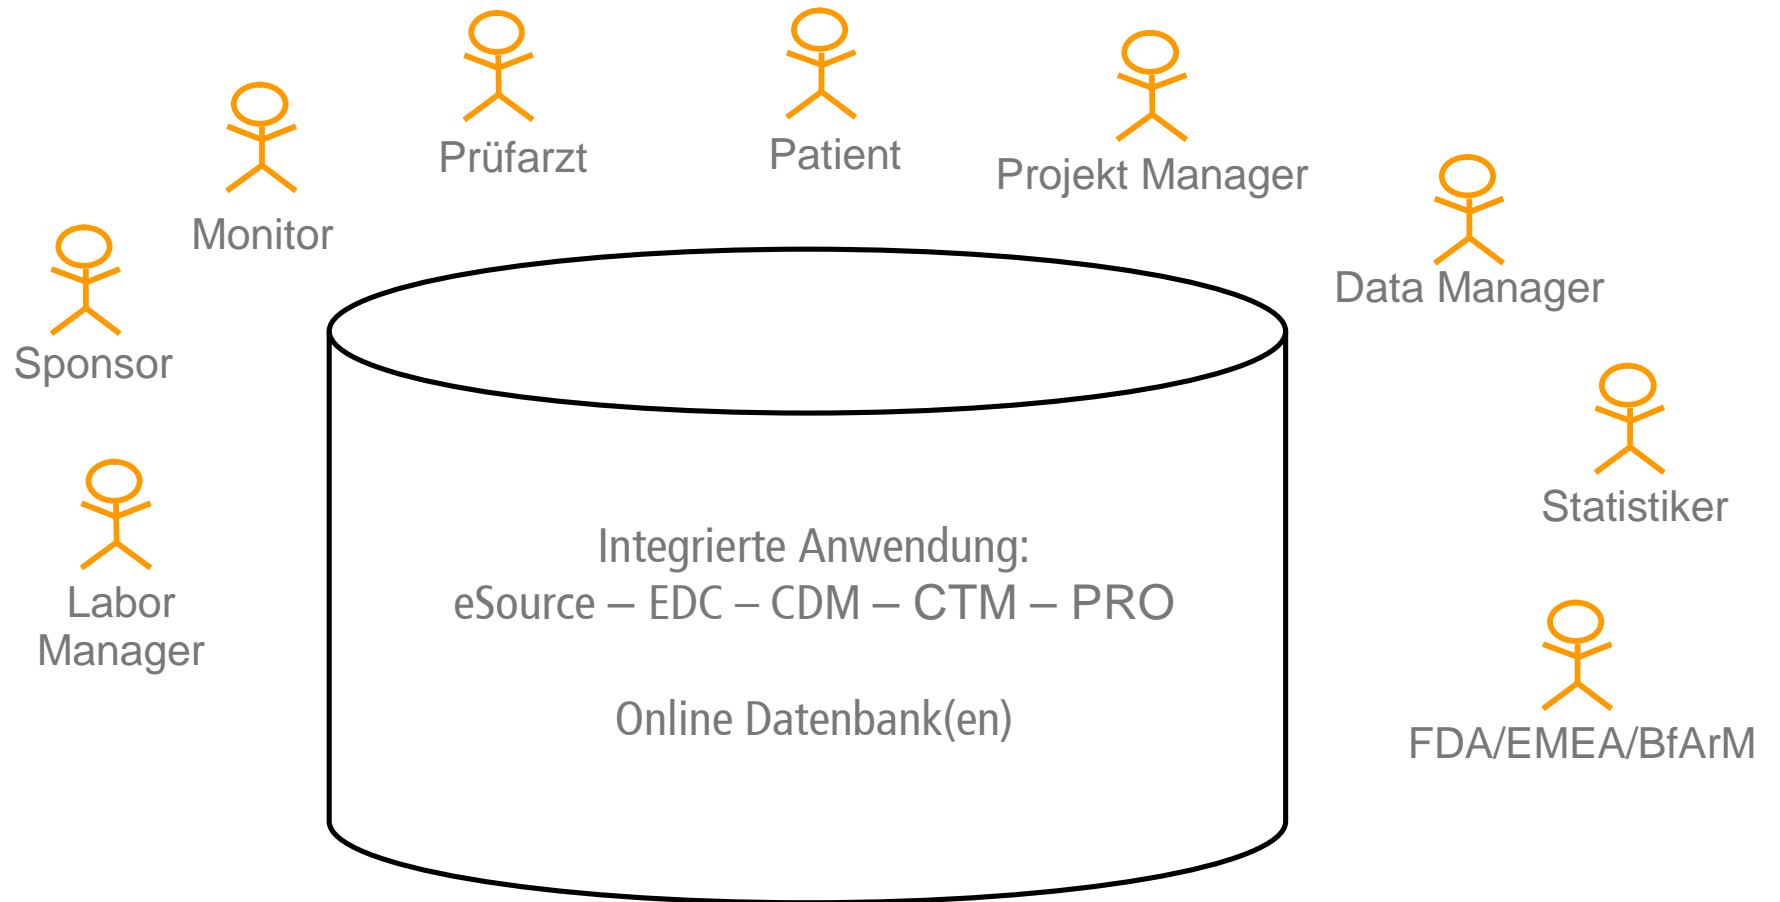 Prüfarzt
Patient
Projekt Manager
Monitor
Data Manager
Sponsor
Statistiker
Labor
Manager
Integrierte Anwendung:
eSource – EDC – CDM – CTM – PRO
Online Datenbank(en)
FDA/EMEA/BfArM